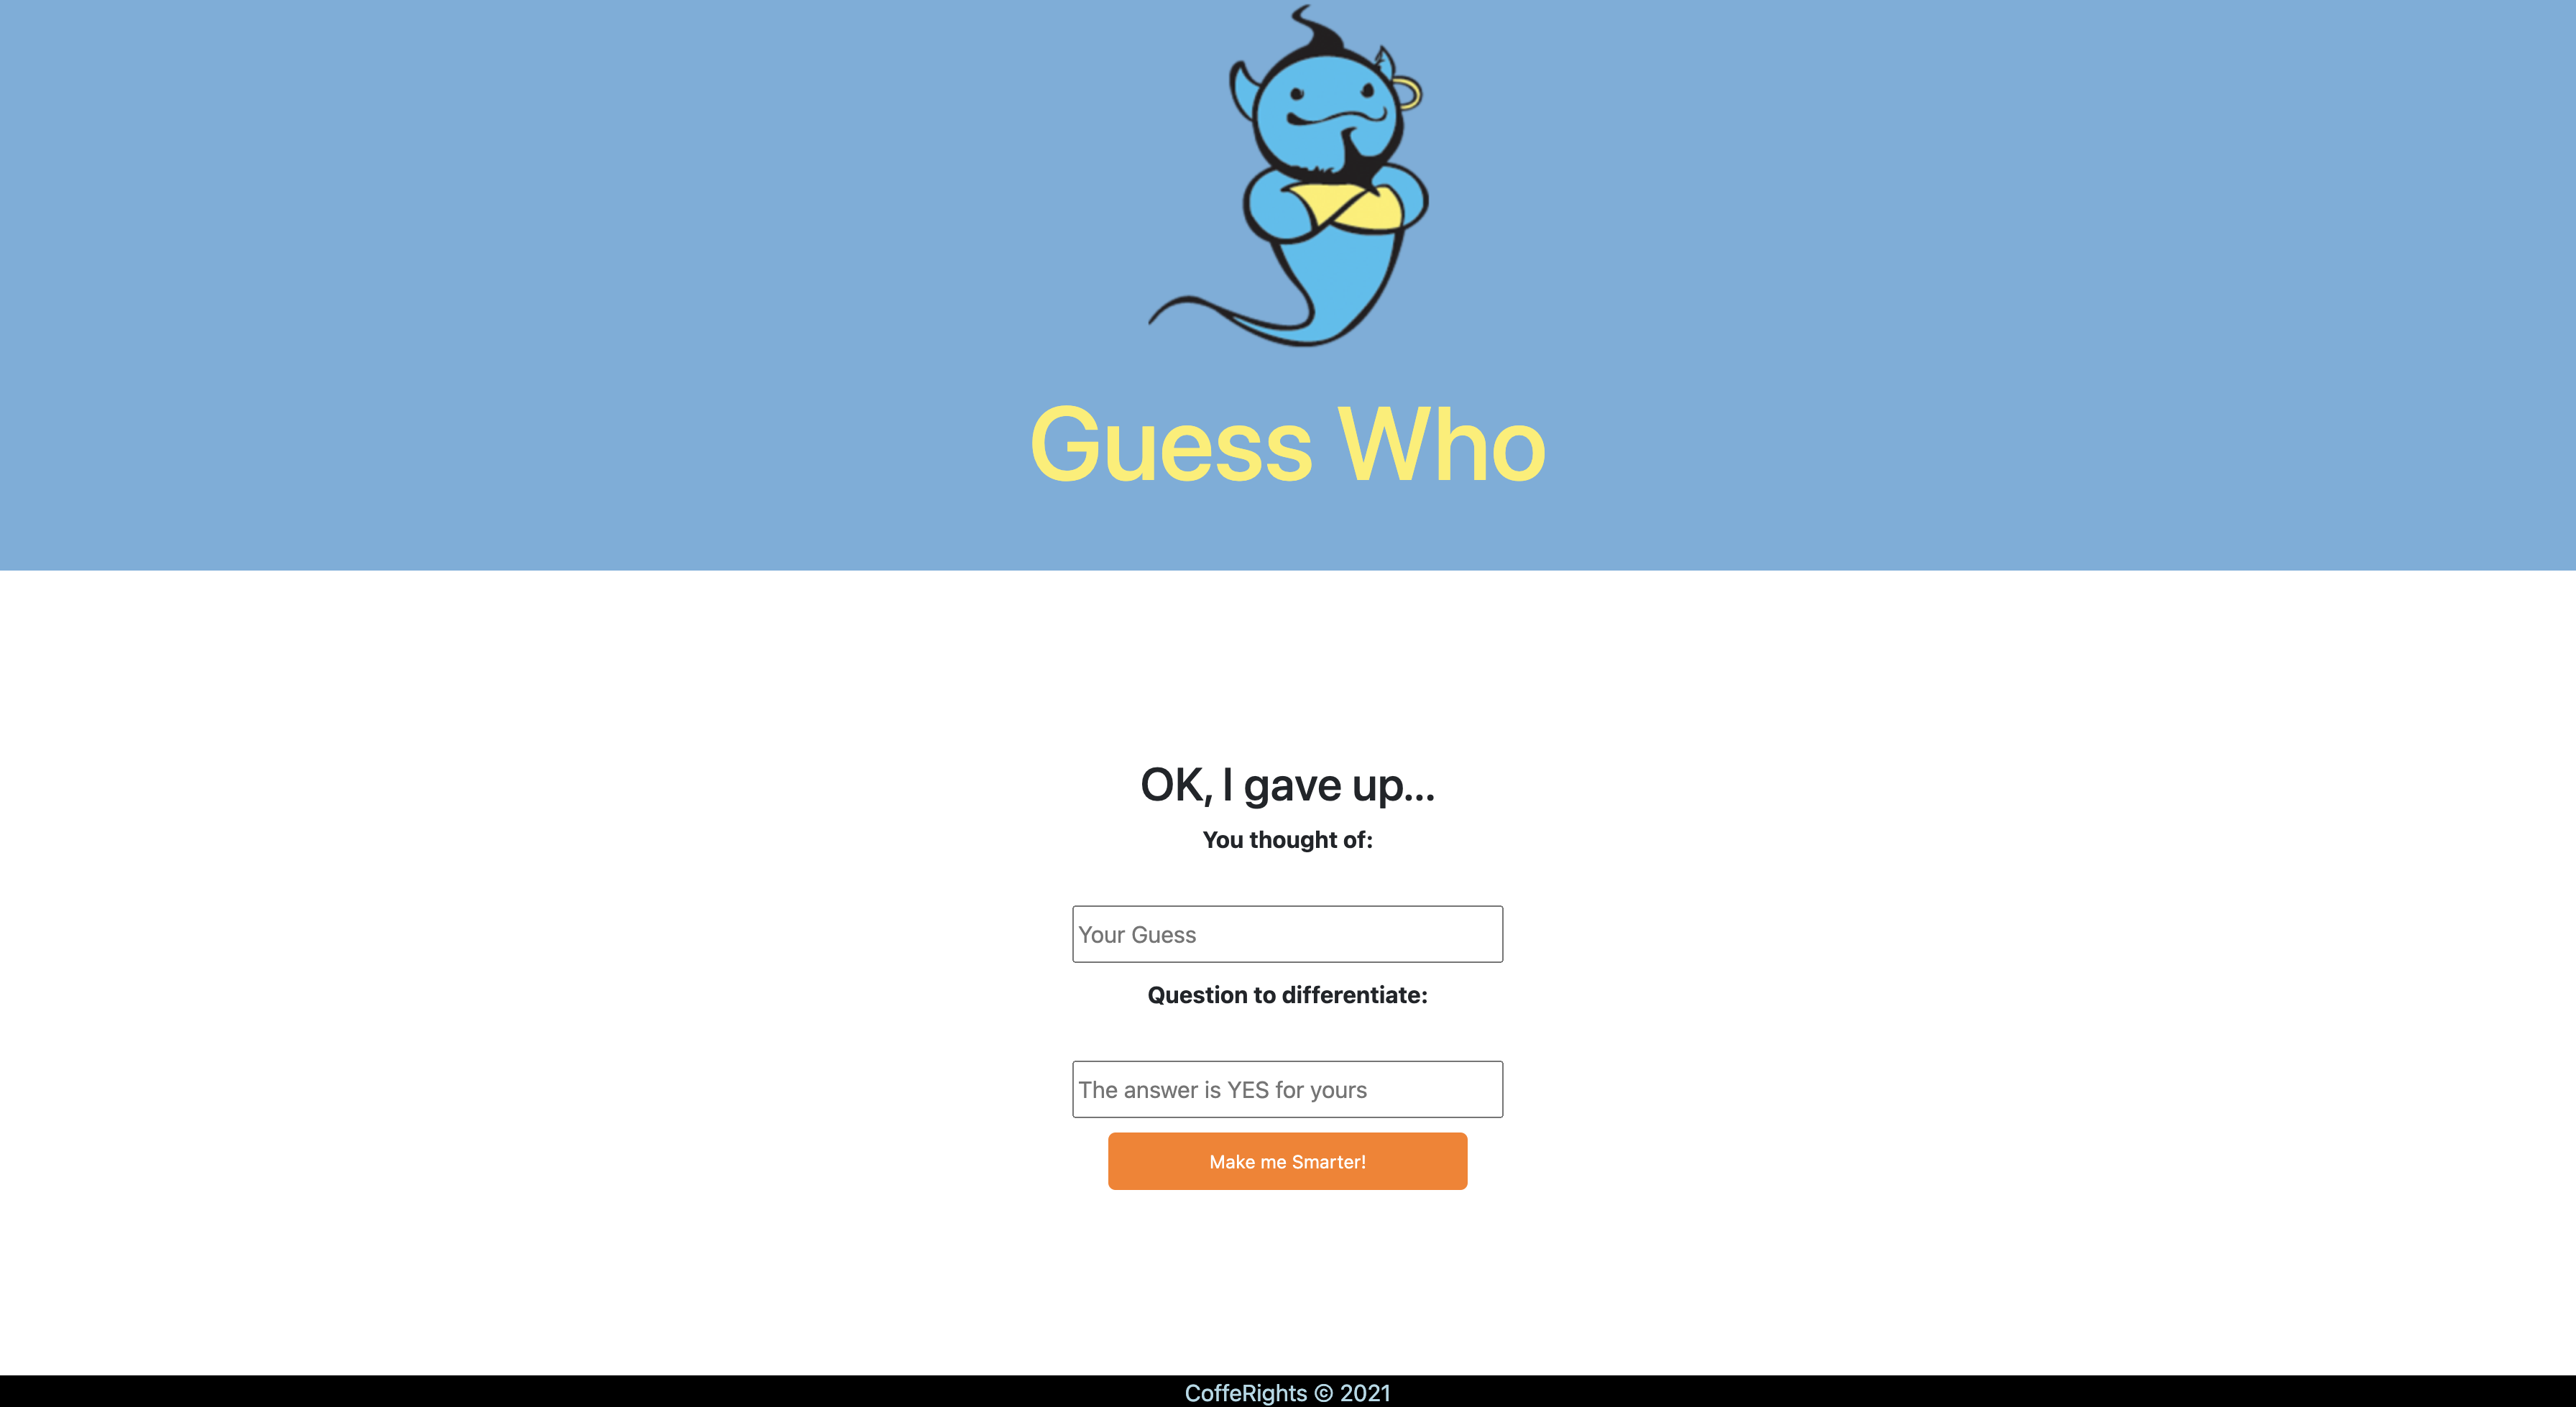 Guess Who
OK, I gave up...
You thought of:
Your Guess
Question to differentiate:
The answer is YES for yours
Make me Smarter!
CoffeRights © 2021